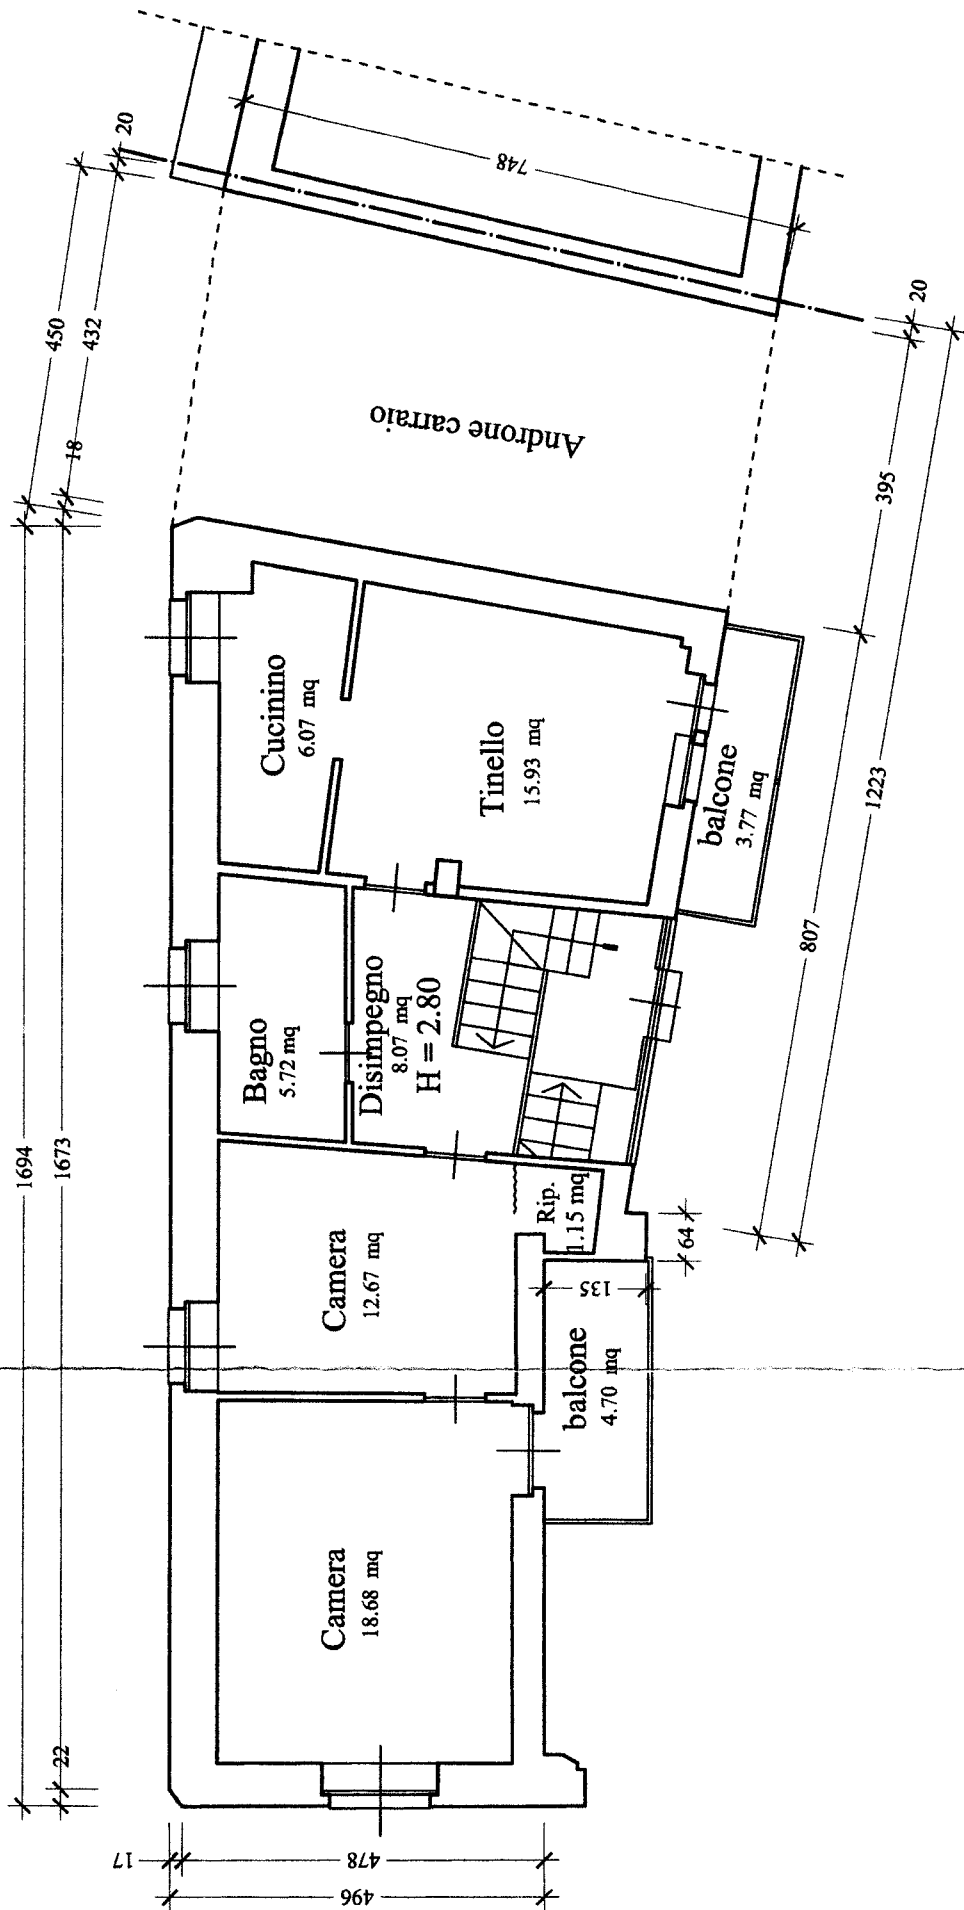 20
450
432
18
748
Androne carraio
20
395
1223
807
1694
1673
22
Cucinino
6.07 mq
Tinello
15.93 mq
balcone
3.77 mq
Bagno
5.72 mq
Disimpegno
8.07 mq
H = 2.80
Camera
12.67 mq
Rip.
1.15 mq
64
135
balcone
4.70 mq
Camera
18.68 mq
17
478
496